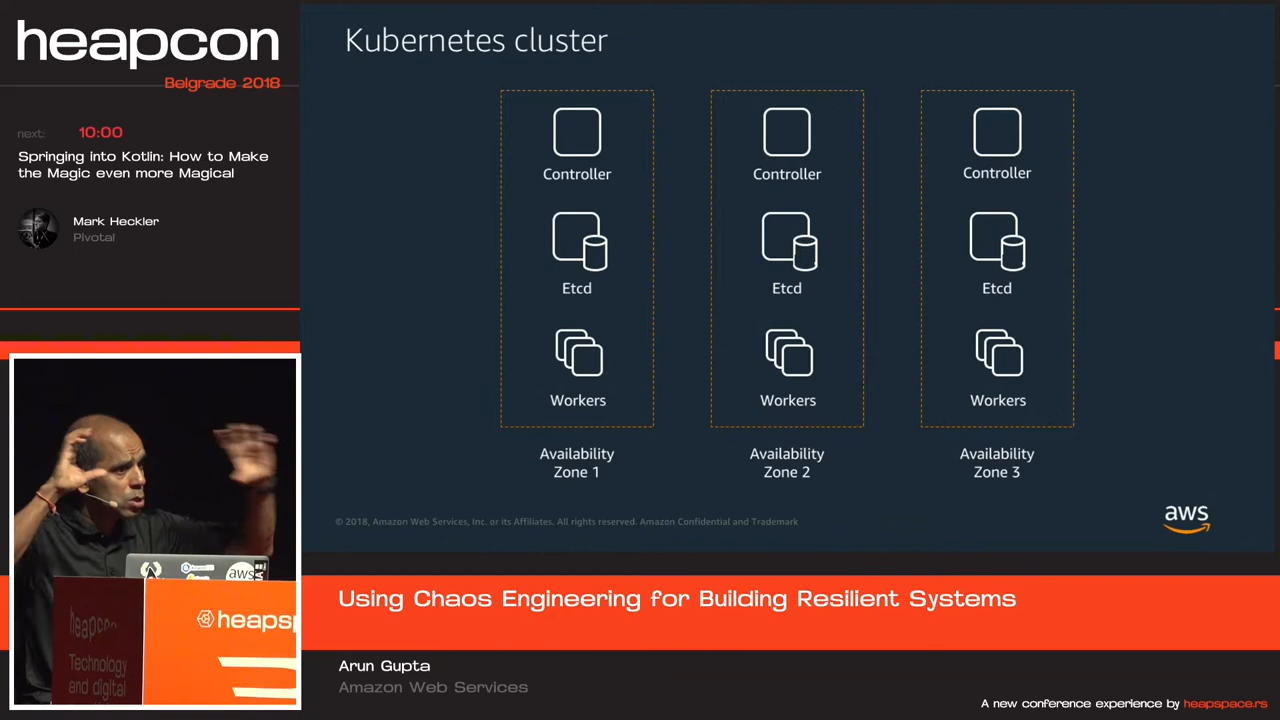 heapcon
Belgrade 2018
next: 10:00
Springing into Kotlin: How to Make
the Magic even more Magical
Mark Heckler
Pivotal
Kubernetes cluster
Controller
Controller
Controller
Etcd
Etcd
Etcd
Workers
Workers
Workers
Availability
Zone 1
Availability
Zone 2
Availability
Zone 3
© 2018, Amazon Web Services, Inc. or its Affiliates. All rights reserved. Amazon Confidential and Trademark
aws
aws
heapcon
Technology
and digital
heapsp
Using Chaos Engineering for Building Resilient Systems
Arun Gupta
Amazon Web Services
A new conference experience by heapspace.rs